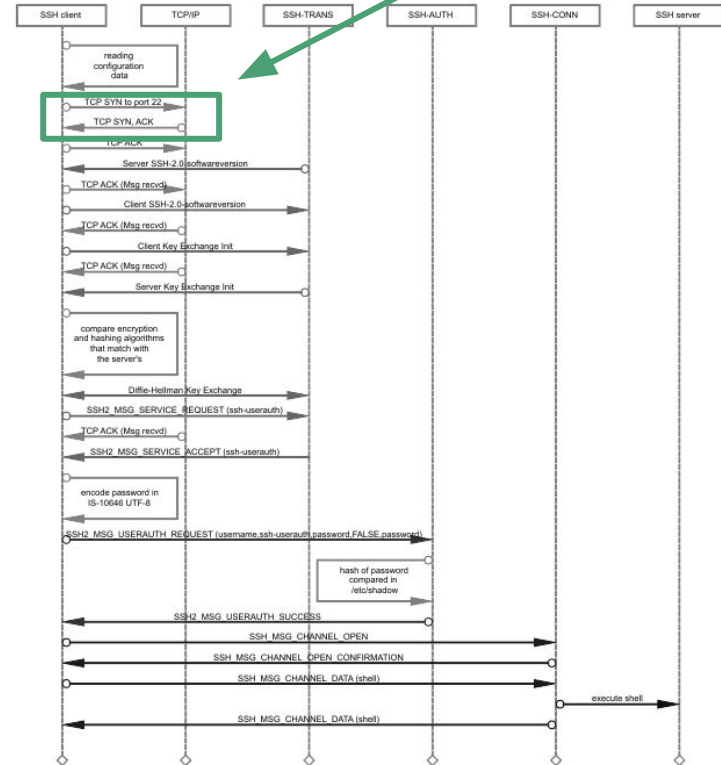 SSH client
TCP/IP
SSH-TRANS
SSH-AUTH
SSH-CONN
SSH server
reading
configuration
data
TCP SYN to port 22
TCP SYN, ACK
TCP ACK
Server SSH-2.0-softwareversion
TCP ACK (Msg recvd)
Client SSH-2.0-softwareversion
TCP ACK (Msg recvd)
Client Key Exchange Init
TCP ACK (Msg recvd)
Server Key Exchange Init
compare encryption
and hashing algorithms
that match with
the server's
Diffie-Hellman Key Exchange
SSH2_MSG_SERVICE_REQUEST (ssh-userauth)
TCP ACK (Msg recvd)
SSH2_MSG_SERVICE_ACCEPT (ssh-userauth)
encode password in
IS-10646 UTF-8
SSH2_MSG_USERAUTH_REQUEST (username,ssh-userauth,password,FALSE,password)
hash of password
compared in
/etc/shadow
SSH2_MSG_USERAUTH_SUCCESS
SSH_MSG_CHANNEL_OPEN
SSH_MSG_CHANNEL_OPEN_CONFIRMATION
SSH_MSG_CHANNEL_DATA (shell)
execute shell
SSH_MSG_CHANNEL_DATA (shell)